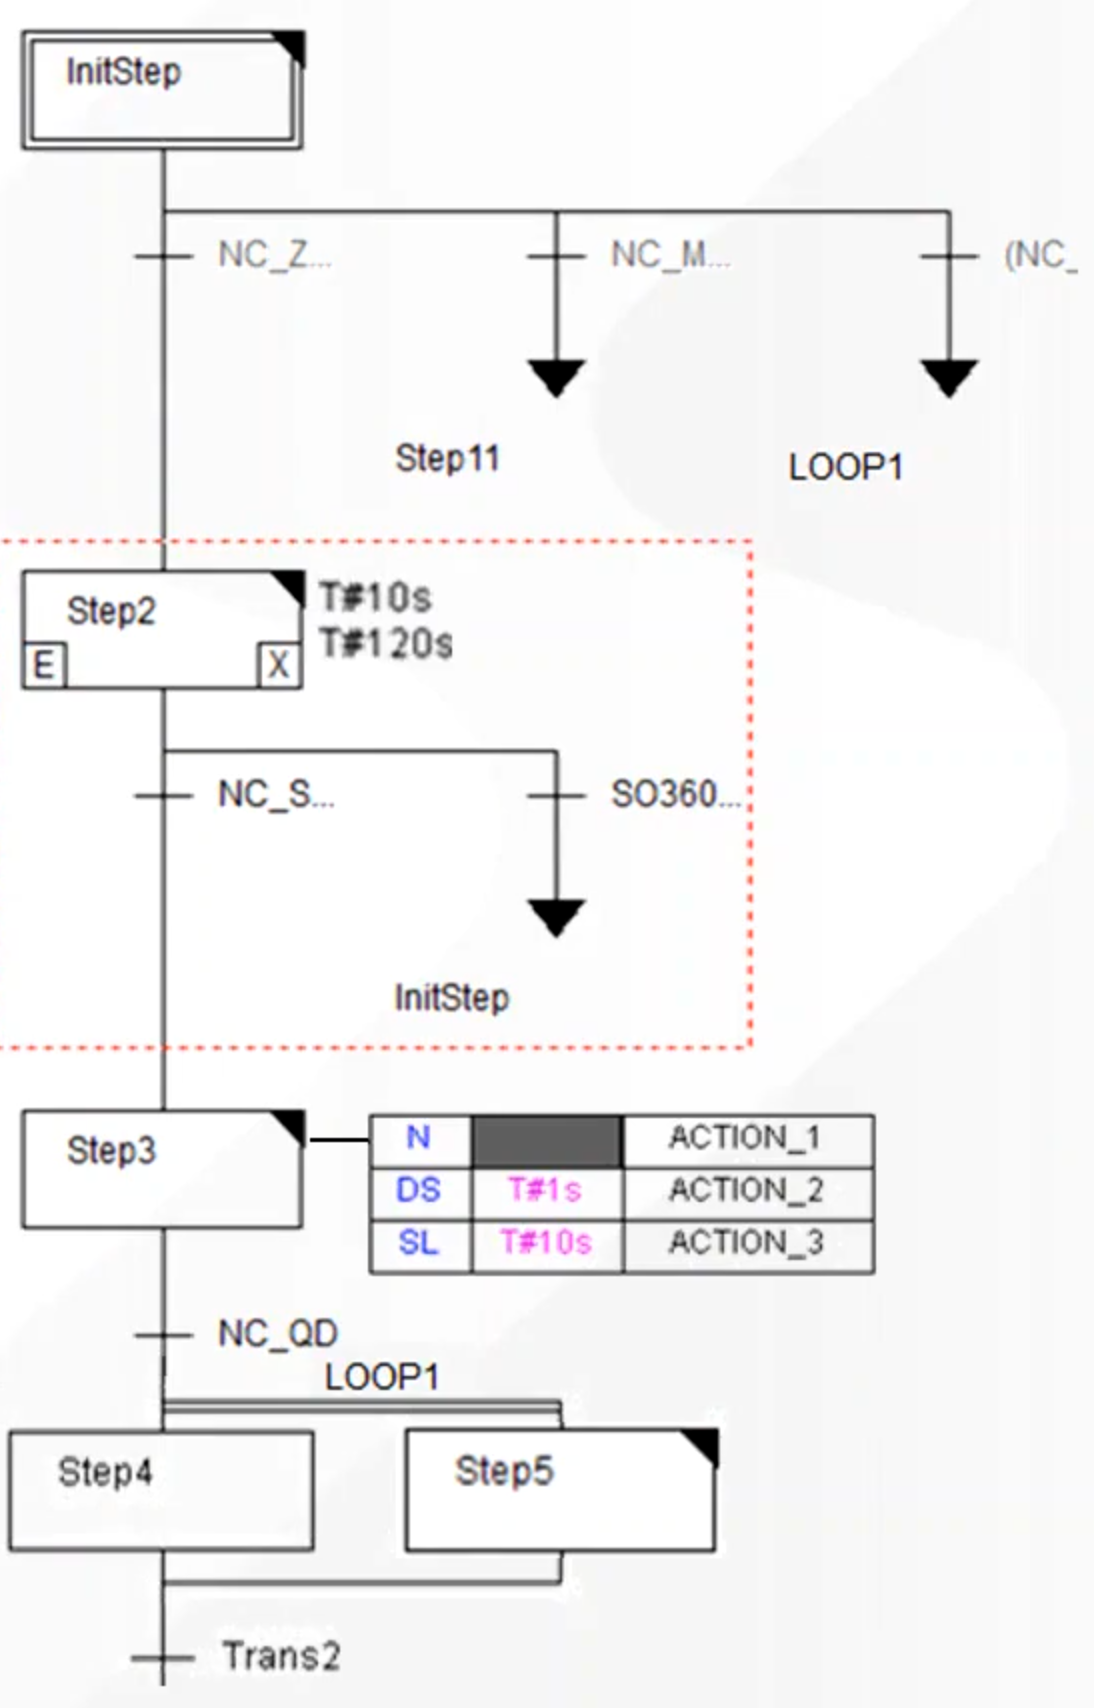 InitStep
NC_Z...
NC_M...
(NC_
Step11
LOOP1
Step2
T#10s
T#120s
E
X
NC_S...
SO360...
InitStep
Step3
N
ACTION_1
DS
T#1s
ACTION_2
SL
T#10s
ACTION_3
NC_QD
LOOP1
Step4
Step5
Trans2